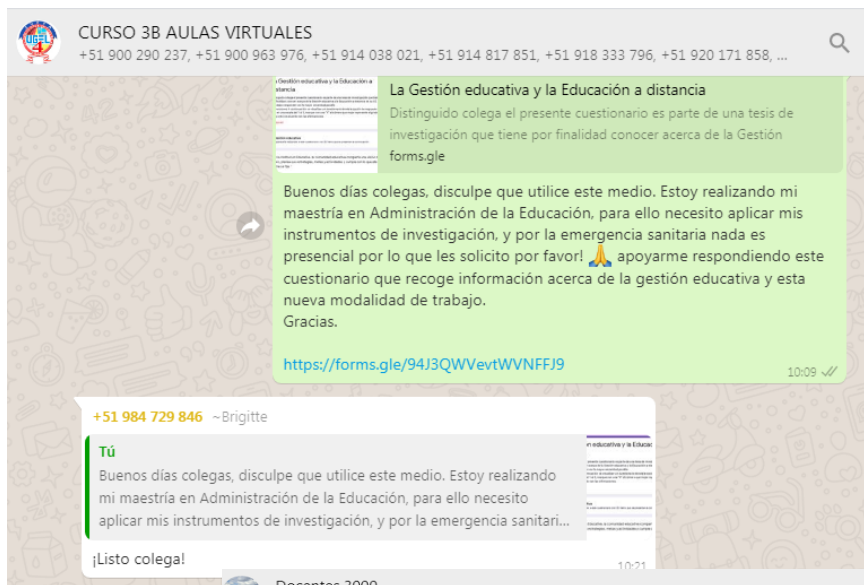 CURSO 3B AULAS VIRTUALES
+51 900 290 237, +51 900 963 976, +51 914 038 021, +51 914 817 851, +51 918 333 796, +51 920 171 858, ...
UGEL
4
La Gestión educativa y la Educación a distancia
Distinguido colega el presente cuestionario es parte de una tesis de
investigación que tiene por finalidad conocer acerca de la Gestión
forms.gle
Buenos días colegas, disculpe que utilice este medio. Estoy realizando mi
maestría en Administración de la Educación, para ello necesito aplicar mis
instrumentos de investigación, y por la emergencia sanitaria nada es
presencial por lo que les solicito por favor! 🙏 apoyarme respondiendo este
cuestionario que recoge información acerca de la gestión educativa y esta
nueva modalidad de trabajo.
Gracias.
https://forms.gle/94J3QWVevtWVNFFJ9
10:09
+51 984 729 846 ~Brigitte
Tú
Buenos días colegas, disculpe que utilice este medio. Estoy realizando
mi maestría en Administración de la Educación, para ello necesito
aplicar mis instrumentos de investigación, y por la emergencia sanitari...
¡Listo colega!
10:21
Docentes 3000